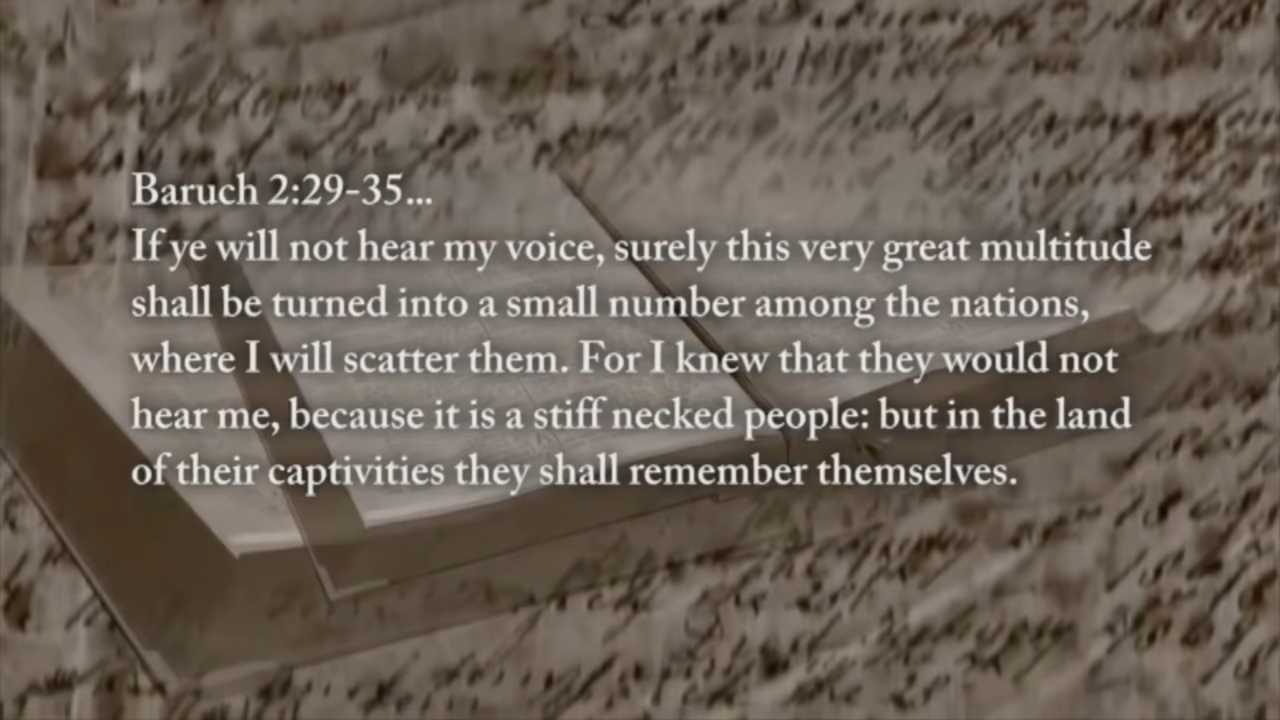 Baruch 2:29-35...
If ye will not hear my voice, surely this very great multitude
shall be turned into a small number among the nations,
where I will scatter them. For I knew that they would not
hear me, because it is a stiff necked people: but in the land
of their captivities they shall remember themselves.